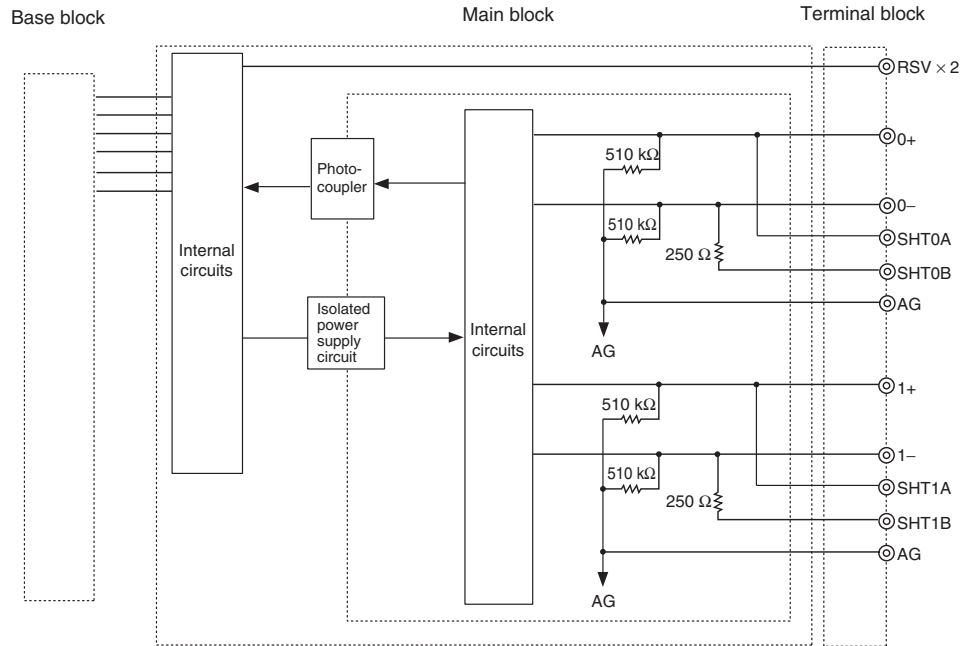 Base block
Main block
Terminal block
RSV × 2
0+
510 kΩ
Photo-
coupler
0−
510 kΩ
SHT0A
250 Ω
SHT0B
Internal
circuits
AG
Isolated
power
supply
circuit
Internal
circuits
AG
1+
510 kΩ
1−
510 kΩ
SHT1A
250 Ω
SHT1B
AG
AG